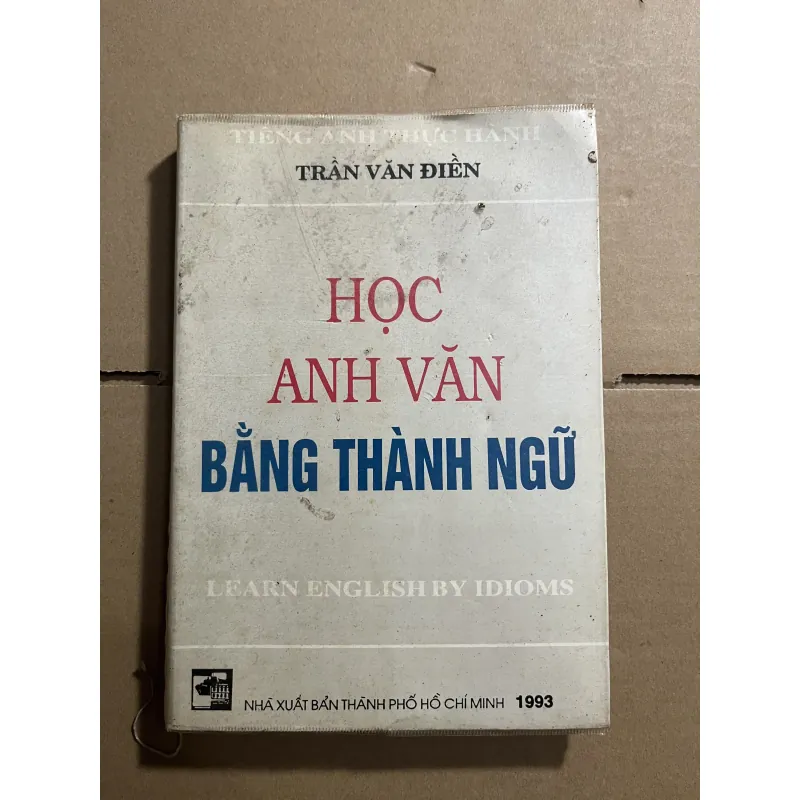 TIẾNG ANH THỰC HÀNH
TRẦN VĂN ĐIỀN
HỌC
ANH VĂN
BẰNG THÀNH NGỮ
LEARN ENGLISH BY IDIOMS
NHÀ XUẤT BẢN THÀNH PHỐ HỒ CHÍ MINH 1993